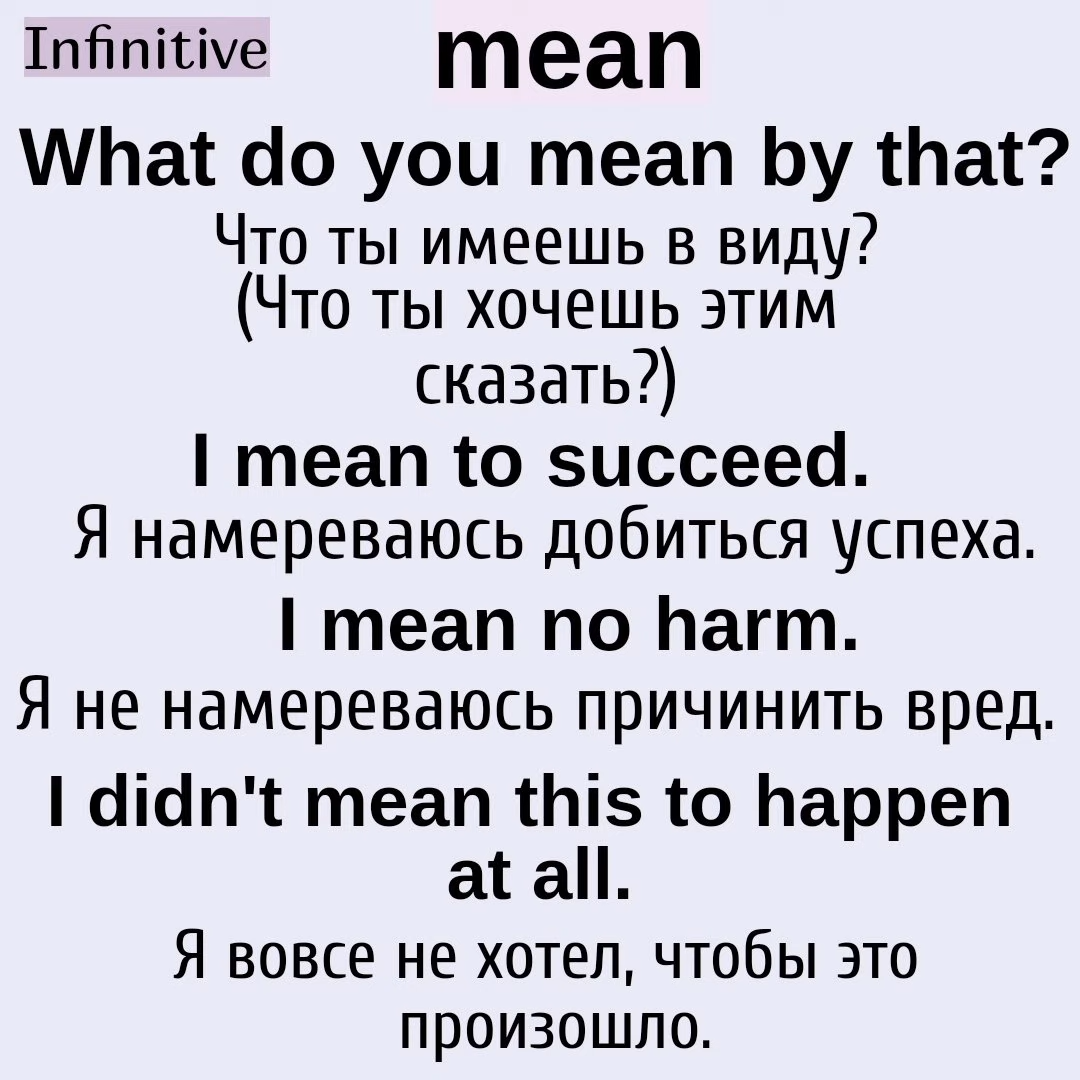 Infinitive
mean
What do you mean by that?
Что ты имеешь в виду?
(Что ты хочешь этим
сказать?)
I mean to succeed.
Я намереваюсь добиться успеха.
I mean no harm.
Я не намереваюсь причинить вред.
I didn't mean this to happen
at all.
Я вовсе не хотел, чтобы это
произошло.